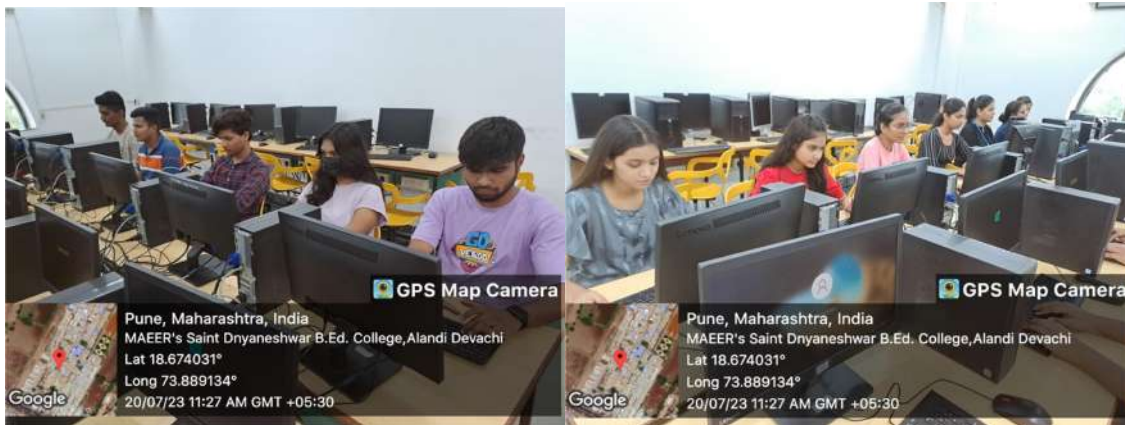 GO
GPS Map Camera
Pune, Maharashtra, India
MAEER's Saint Dnyaneshwar B.Ed. College,Alandi Devachi
Lat 18.674031°
Long 73.889134°
20/07/23 11:27 AM GMT +05:30
Google
Lenovo
GPS Map Camera
Pune, Maharashtra, India
MAEER's Saint Dnyaneshwar B.Ed. College,Alandi Devachi
Lat 18.674031°
Long 73.889134°
20/07/23 11:27 AM GMT +05:30
Google